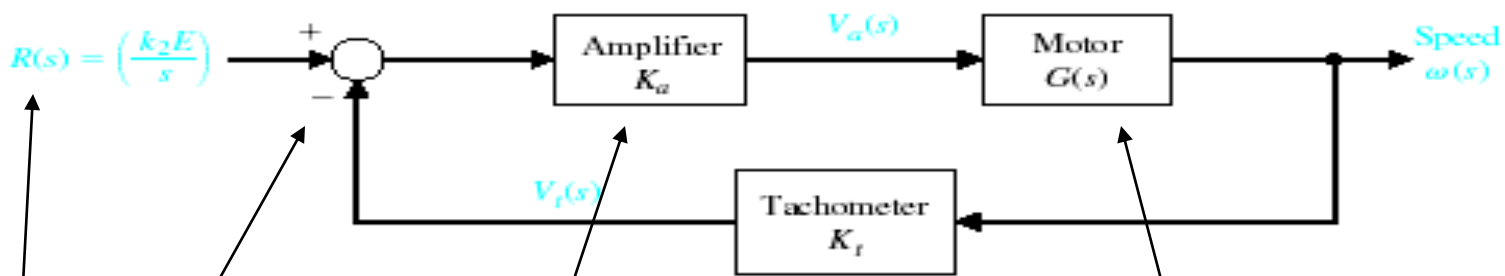 R(s) = (k₂E / s)
+
−
Amplifier
Kₐ
Vₐ(s)
Motor
G(s)
Speed
ω(s)
Vₜ(s)
Tachometer
Kₜ